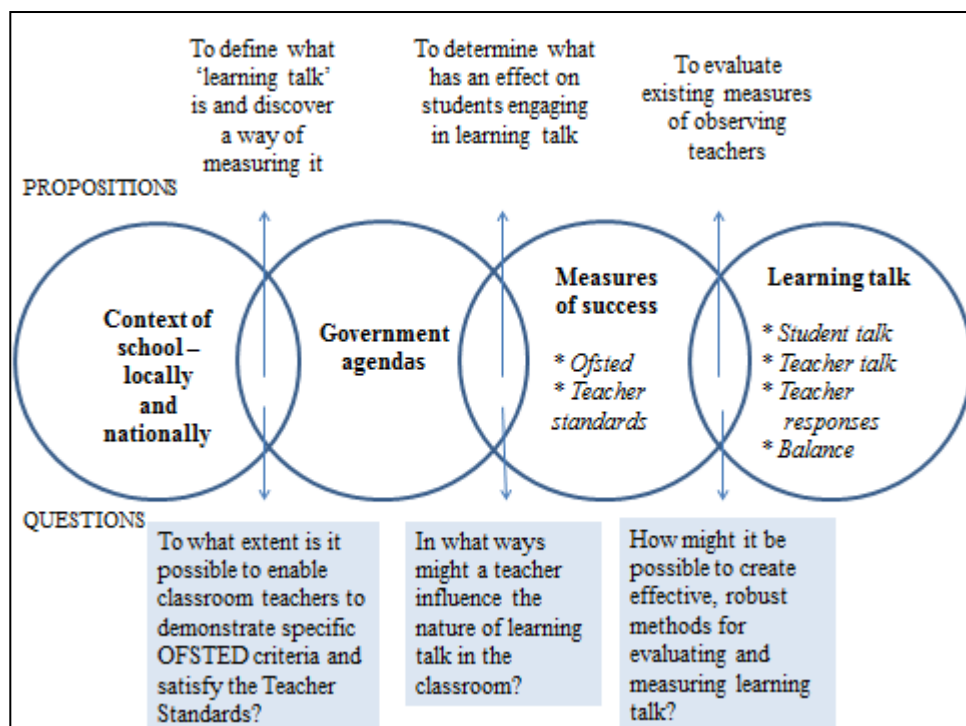 To define what
‘learning talk’
is and discover
a way of
measuring it
To determine what
has an effect on
students engaging
in learning talk
To evaluate
existing measures
of observing
teachers
PROPOSITIONS
Context of
school –
locally
and
nationally
Government
agendas
Measures
of success
* Ofsted
* Teacher
standards
Learning talk
* Student talk
* Teacher talk
* Teacher
responses
* Balance
QUESTIONS
To what extent is it
possible to enable
classroom teachers to
demonstrate specific
OFSTED criteria and
satisfy the Teacher
Standards?
In what ways
might a teacher
influence the
nature of learning
talk in the
classroom?
How might it be
possible to create
effective, robust
methods for
evaluating and
measuring learning
talk?